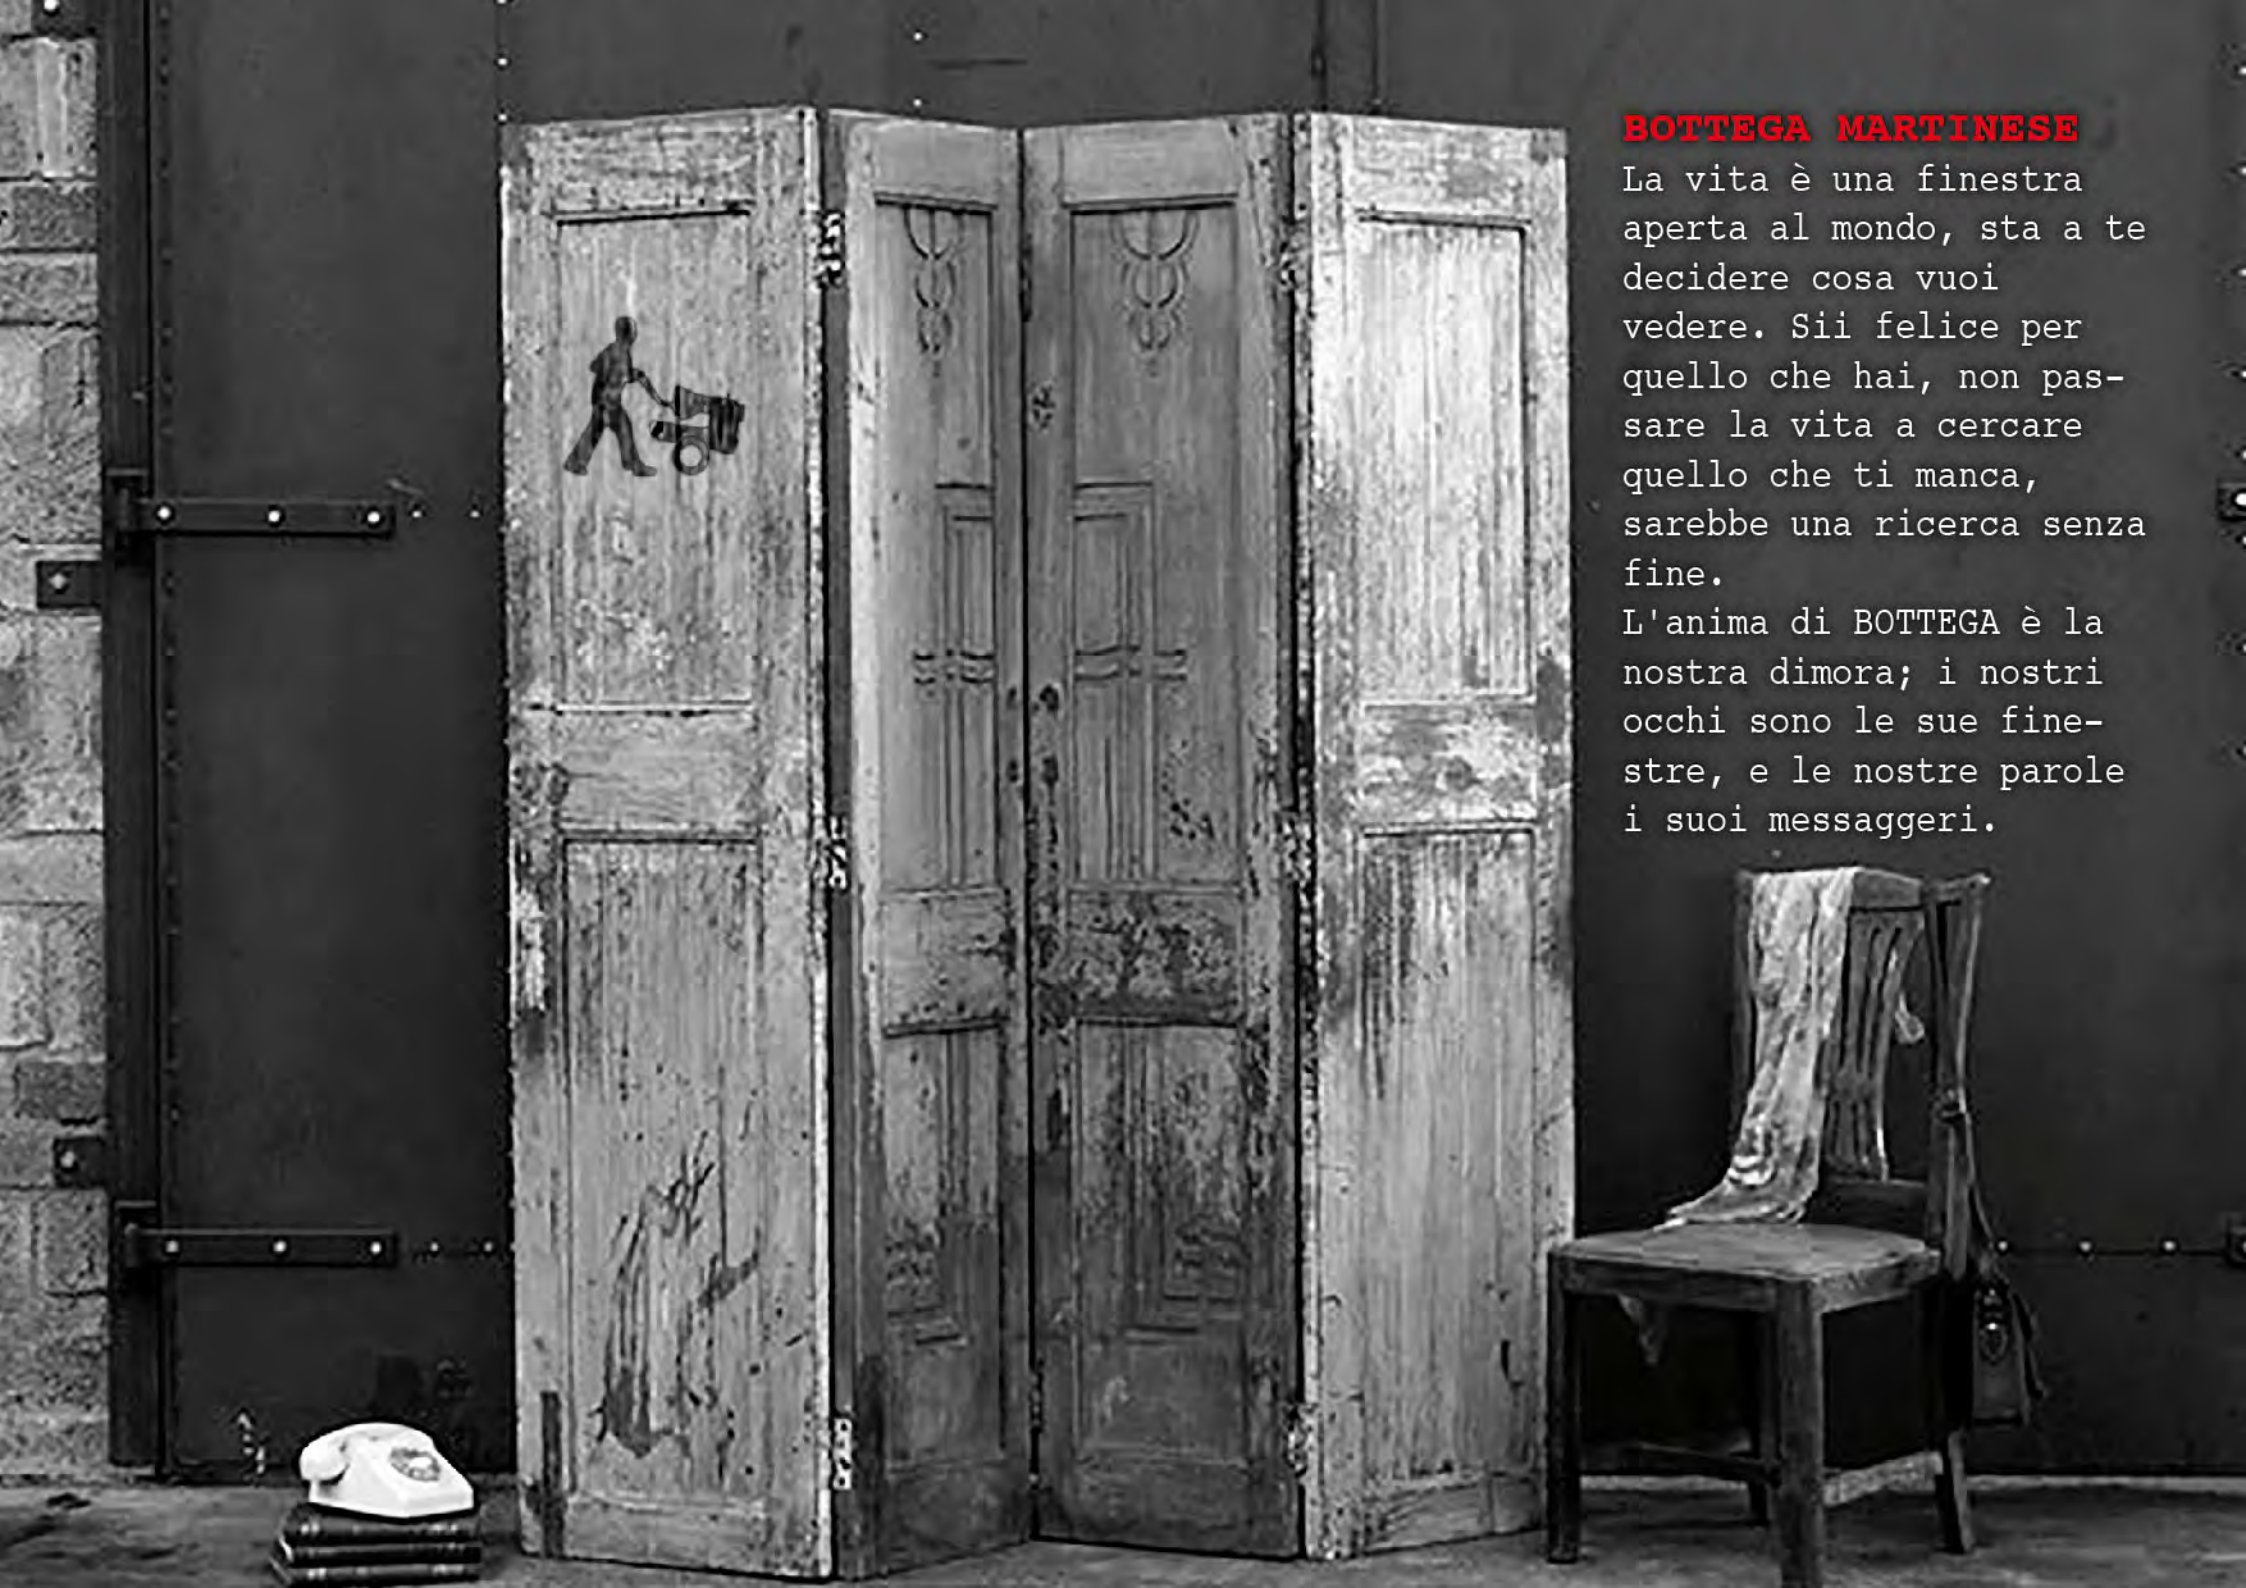 BOTTEGA MARTINESE
La vita è una finestra
aperta al mondo, sta a te
decidere cosa vuoi
vedere. Sii felice per
quello che hai, non pas-
sare la vita a cercare
quello che ti manca,
sarebbe una ricerca senza
fine.
L'anima di BOTTEGA è la
nostra dimora; i nostri
occhi sono le sue fine-
stre, e le nostre parole
i suoi messaggeri.